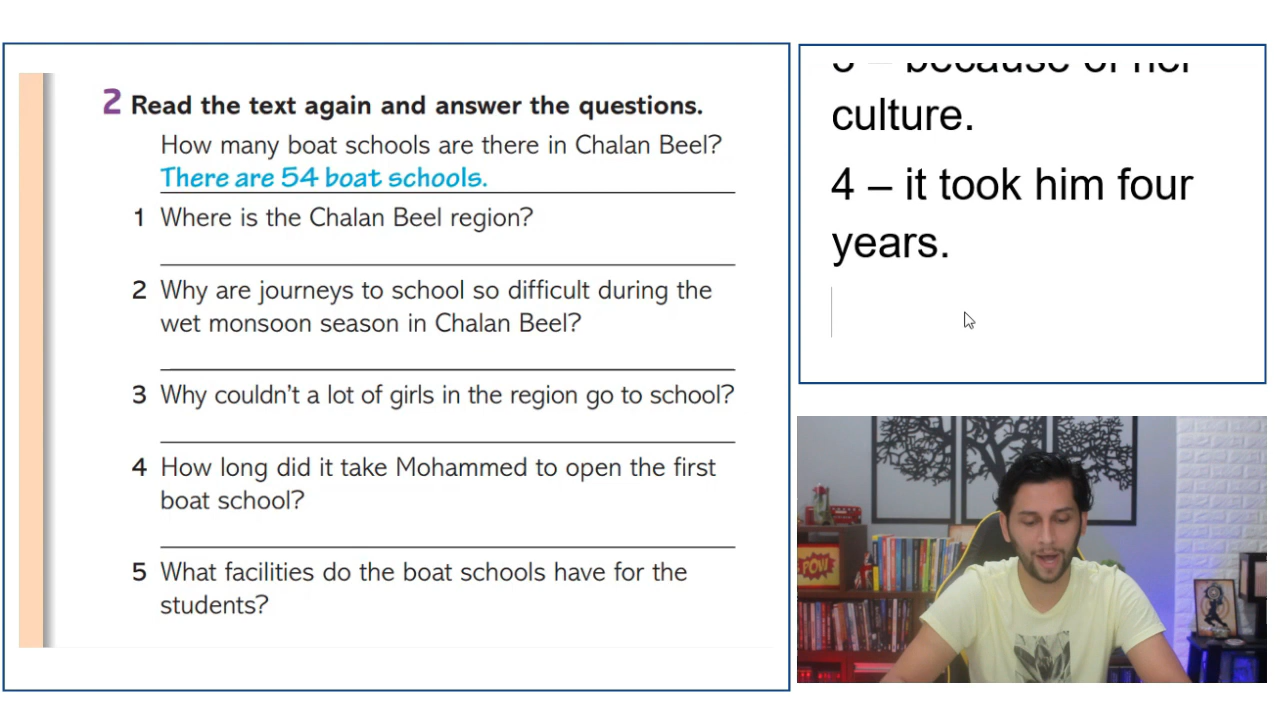 2 Read the text again and answer the questions.
How many boat schools are there in Chalan Beel?
There are 54 boat schools.
1 Where is the Chalan Beel region?
2 Why are journeys to school so difficult during the
wet monsoon season in Chalan Beel?
3 Why couldn't a lot of girls in the region go to school?
4 How long did it take Mohammed to open the first
boat school?
5 What facilities do the boat schools have for the
students?
because of her
culture.
4 – it took him four
years.
POW!